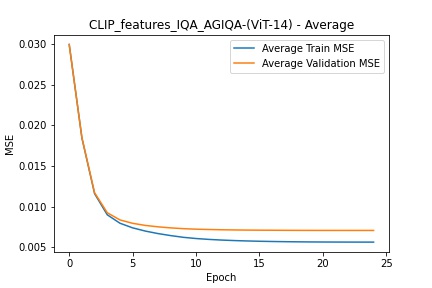 CLIP_features_IQA_AGIQA-(ViT-14) - Average
Average Train MSE
Average Validation MSE
MSE
0.030
0.025
0.020
0.015
0.010
0.005
0 5 10 15 20 25
Epoch